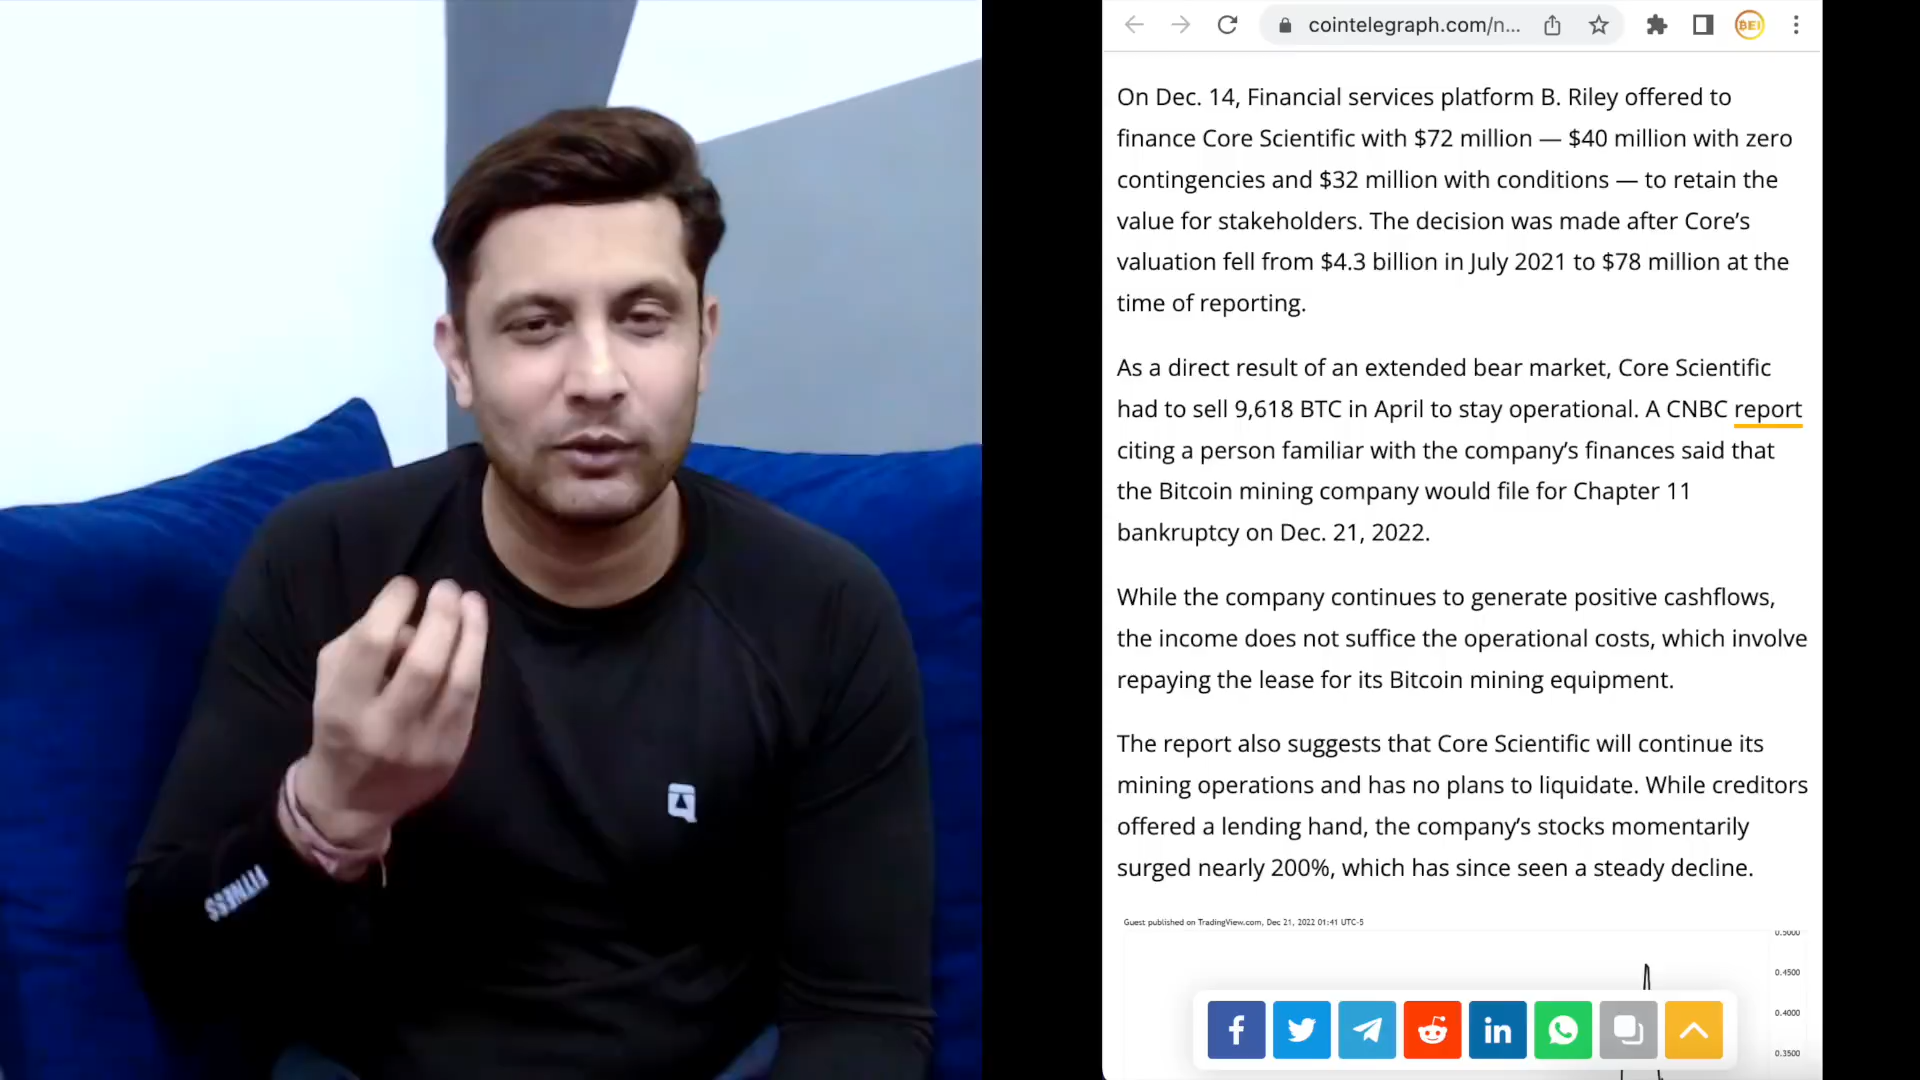 cointelegraph.com/n...
BEI
On Dec. 14, Financial services platform B. Riley offered to
finance Core Scientific with $72 million — $40 million with zero
contingencies and $32 million with conditions — to retain the
value for stakeholders. The decision was made after Core’s
valuation fell from $4.3 billion in July 2021 to $78 million at the
time of reporting.
As a direct result of an extended bear market, Core Scientific
had to sell 9,618 BTC in April to stay operational. A CNBC report
citing a person familiar with the company’s finances said that
the Bitcoin mining company would file for Chapter 11
bankruptcy on Dec. 21, 2022.
While the company continues to generate positive cashflows,
the income does not suffice the operational costs, which involve
repaying the lease for its Bitcoin mining equipment.
The report also suggests that Core Scientific will continue its
mining operations and has no plans to liquidate. While creditors
offered a lending hand, the company’s stocks momentarily
surged nearly 200%, which has since seen a steady decline.
Guest published on TradingView.com, Dec 21, 2022 01:41 UTC-5
0.5000
0.4500
0.4000
0.3500
FITNESS